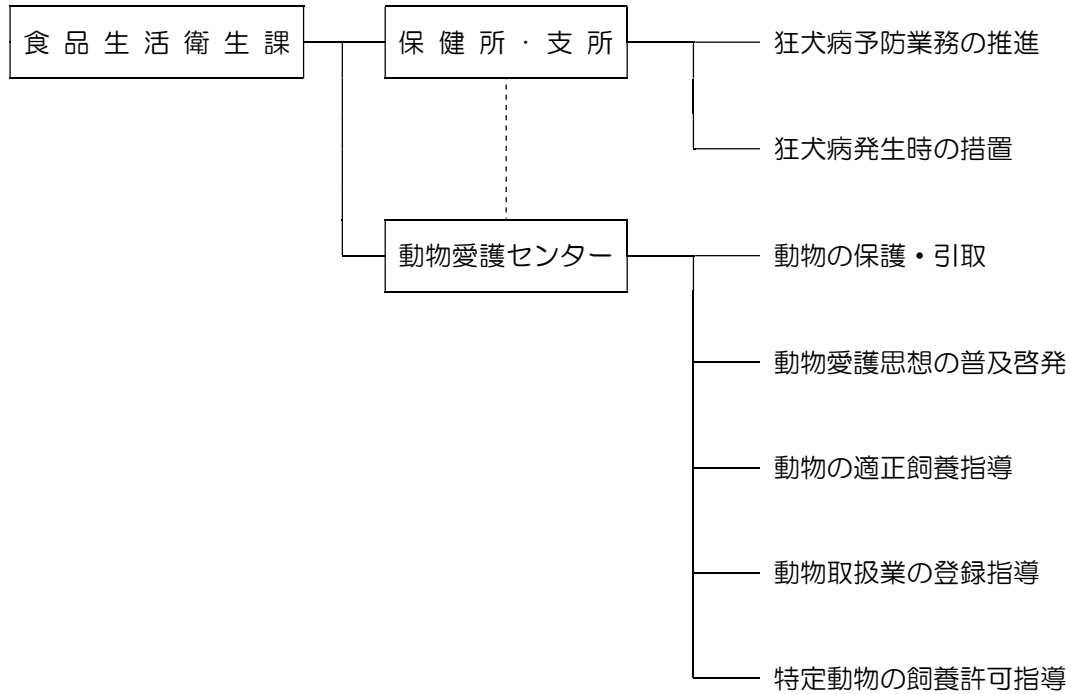 食品生活衛生課
保健所・支所
狂犬病予防業務の推進
狂犬病発生時の措置
動物愛護センター
動物の保護・引取
動物愛護思想の普及啓発
動物の適正飼養指導
動物取扱業の登録指導
特定動物の飼養許可指導